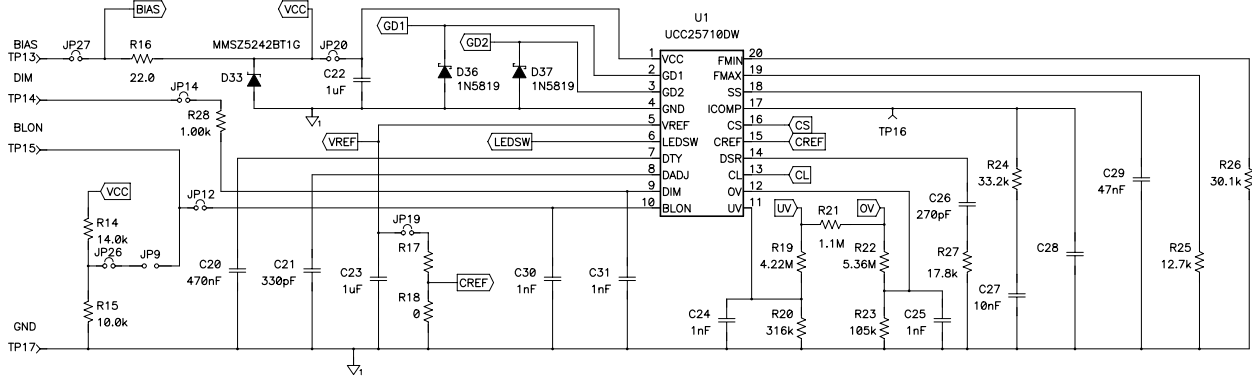 BIAS
VCC
GD1
GD2
U1
UCC25710DW
BIAS
TP13
JP27
R16
22.0
MMSZ5242BT1G
D33
JP20
C22
1uF
D36
1N5819
D37
1N5819
DIM
TP14
JP14
R28
1.00k
1
BLON
TP15
VREF
LEDSW
1 VCC FMIN 20
2 GD1 FMAX 19
3 GD2 SS 18
4 GND ICOMP 17
5 VREF CS 16
6 LEDSW CREF 15
7 DTY DSR 14
8 DADJ CL 13
9 DIM OV 12
10 BLON UV 11
CS
CREF
CL
TP16
VCC
JP12
R14
14.0k
JP26
JP9
R15
10.0k
C20
470nF
C21
330pF
C23
1uF
JP19
R17
R18
0
CREF
C30
1nF
C31
1nF
UV
OV
R21
1.1M
R19
4.22M
R22
5.36M
C24
1nF
R20
316k
R23
105k
C25
1nF
C26
270pF
R27
17.8k
R24
33.2k
C27
10nF
C28
C29
47nF
R25
12.7k
R26
30.1k
GND
TP17
1